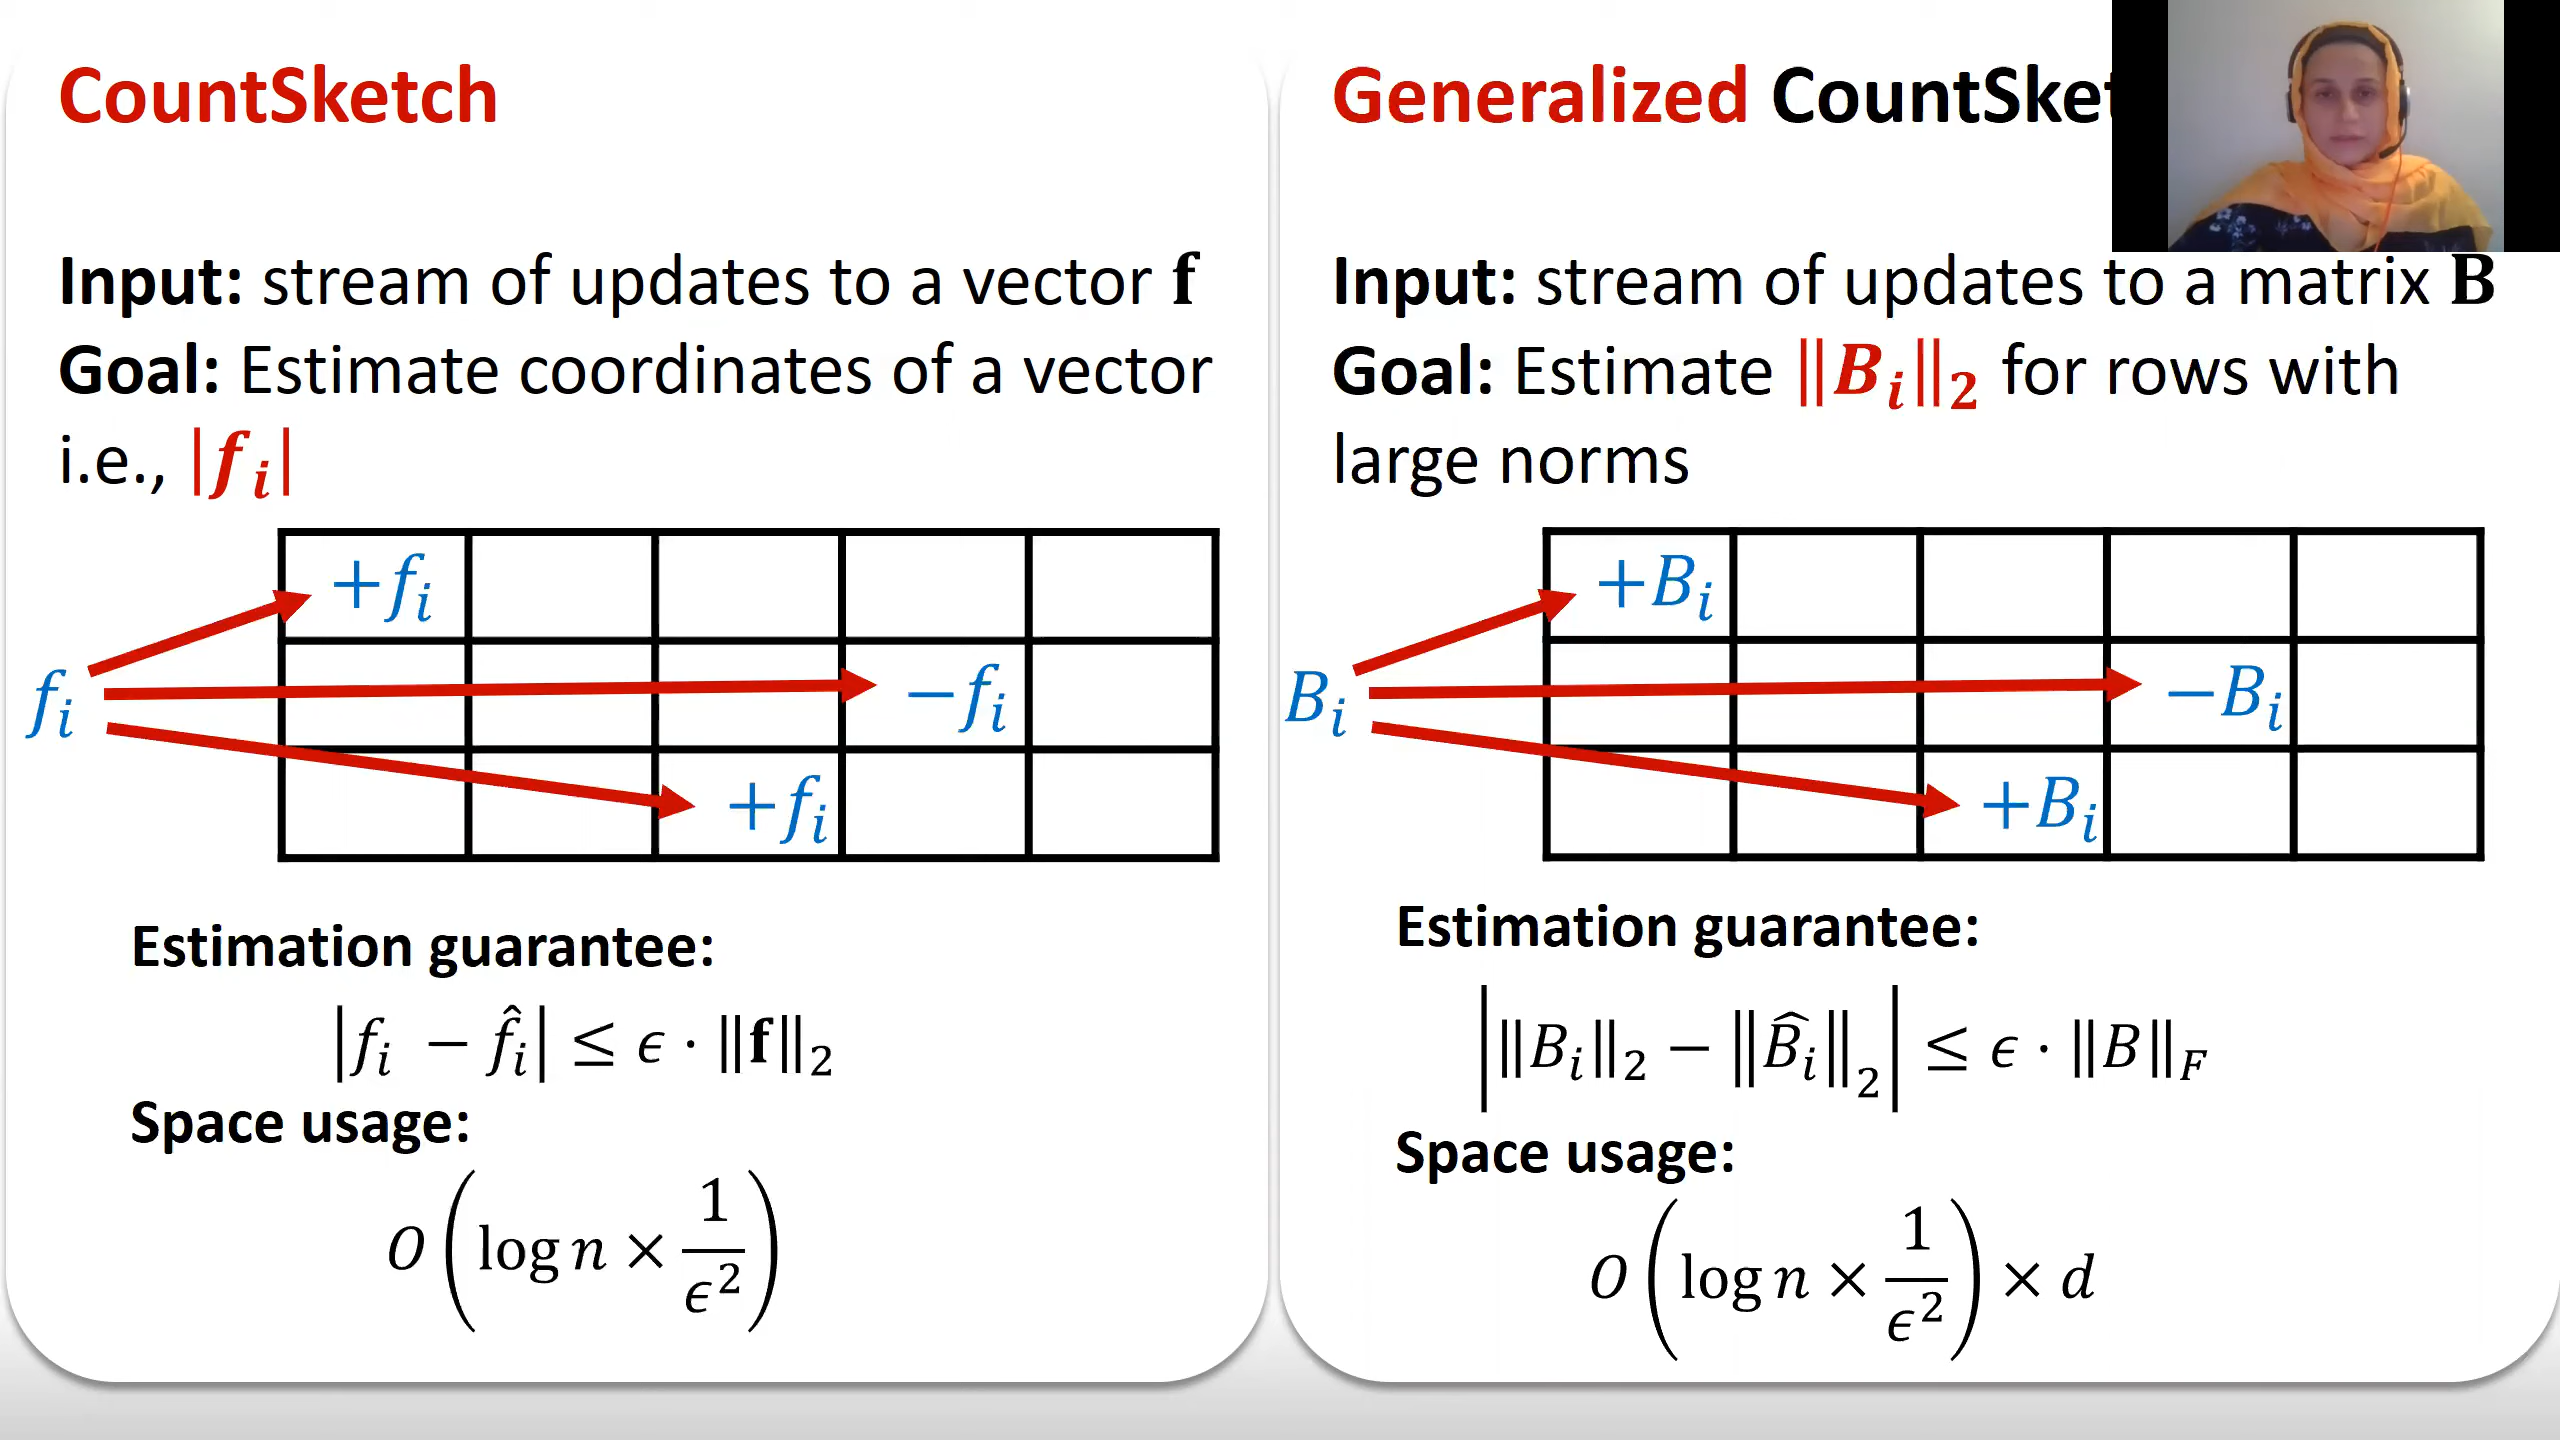 CountSketch
Input: stream of updates to a vector f
Goal: Estimate coordinates of a vector
i.e., |f_i|
+f_i
f_i
−f_i
+f_i
Estimation guarantee:
|f_i − f̂_i| ≤ ϵ · ‖f‖_2
Space usage:
O(log n × 1/ϵ^2)
Generalized CountSket
Input: stream of updates to a matrix B
Goal: Estimate ‖B_i‖_2 for rows with
large norms
+B_i
B_i
−B_i
+B_i
Estimation guarantee:
|‖B_i‖_2 − ‖B̂_i‖_2| ≤ ϵ · ‖B‖_F
Space usage:
O(log n × 1/ϵ^2) × d